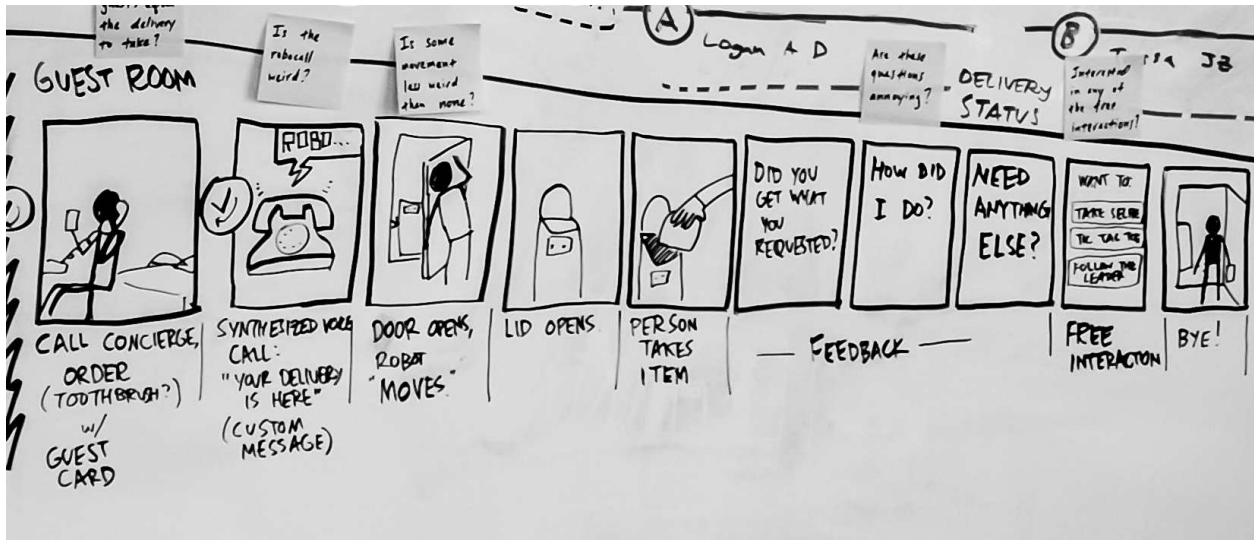 the delivery
to take?
Is the
robocall
weird?
Is some
movement
less weird
than none?
A
Logan A D
Are these
questions
annoying?
B
JB
Interested
in any of
the free
interactions?
GUEST ROOM
DELIVERY
STATUS
ROBO...
DID YOU
GET WHAT
YOU
REQUESTED?
HOW DID
I DO?
NEED
ANYTHING
ELSE?
WANT TO:
TAKE SELFIE
TIC TAC TOE
FOLLOW THE
LEADER
CALL CONCIERGE,
ORDER
(TOOTHBRUSH?)
w/
GUEST
CARD
SYNTHESIZED VOICE
CALL:
"YOUR DELIVERY
IS HERE"
(CUSTOM
MESSAGE)
DOOR OPENS,
ROBOT
"MOVES."
LID OPENS
PERSON
TAKES
ITEM
FEEDBACK
FREE
INTERACTON
BYE!